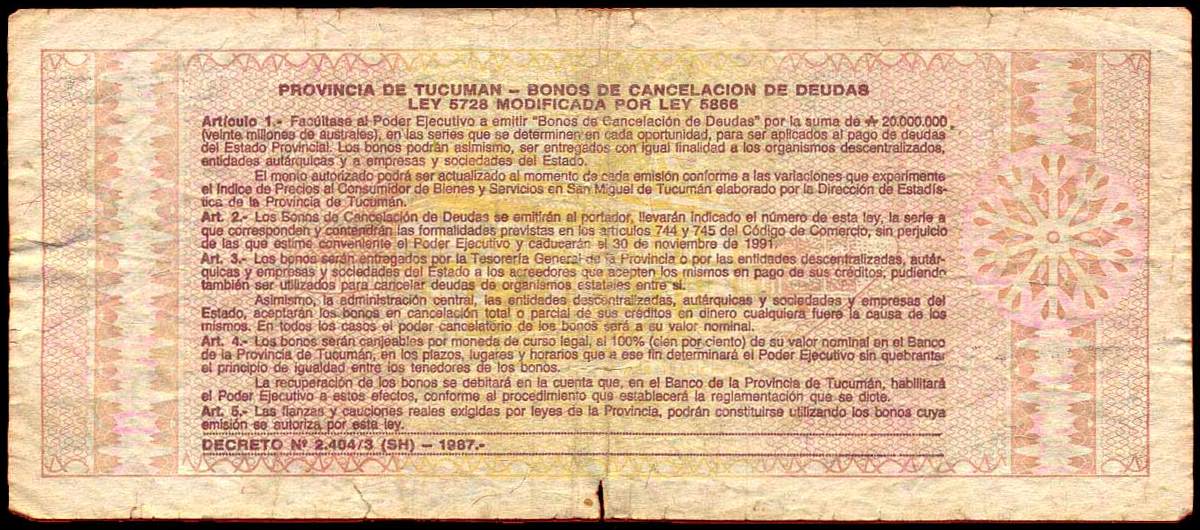 PROVINCIA DE TUCUMAN – BONOS DE CANCELACION DE DEUDAS
LEY 5728 MODIFICADA POR LEY 5866
Artículo 1.- Facúltase al Poder Ejecutivo a emitir "Bonos de Cancelación de Deudas" por la suma de ₳ 20.000.000
(veinte millones de australes), en las series que se determinen en cada oportunidad, para ser aplicados al pago de deudas
del Estado Provincial. Los bonos podrán asimismo, ser entregados con igual finalidad a los organismos descentralizados,
entidades autárquicas y a empresas y sociedades del Estado.
El monto autorizado podrá ser actualizado al momento de cada emisión conforme a las variaciones que experimente
el Indice de Precios al Consumidor de Bienes y Servicios en San Miguel de Tucumán elaborado por la Dirección de Estadís-
tica de la Provincia de Tucumán.
Art. 2.- Los Bonos de Cancelación de Deudas se emitirán al portador, llevarán indicado el número de esta ley, la serie a
que corresponden y contendrán las formalidades previstas en los artículos 744 y 745 del Código de Comercio, sin perjuicio
de las que estime conveniente el Poder Ejecutivo y caducarán el 30 de noviembre de 1991.
Art. 3.- Los bonos serán entregados por la Tesorería General de la Provincia o por las entidades descentralizadas, autár-
quicas y empresas y sociedades del Estado a los acreedores que acepten los mismos en pago de sus créditos, pudiendo
también ser utilizados para cancelar deudas de organismos estatales entre si.
Asimismo, la administración central, las entidades descentralizadas, autárquicas y sociedades y empresas del
Estado, aceptarán los bonos en cancelación total o parcial de sus créditos en dinero cualquiera fuere la causa de los
mismos. En todos los casos el poder cancelatorio de los bonos será a su valor nominal.
Art. 4.- Los bonos serán canjeables por moneda de curso legal, al 100% (cien por ciento) de su valor nominal en el Banco
de la Provincia de Tucumán, en los plazos, lugares y horarios que a ese fin determinará el Poder Ejecutivo sin quebrantar
el principio de igualdad entre los tenedores de los bonos.
La recuperación de los bonos se debitará en la cuenta que, en el Banco de la Provincia de Tucumán, habilitará
el Poder Ejecutivo a estos efectos, conforme al procedimiento que establecerá la reglamentación que se dicte.
Art. 5.- Las fianzas y cauciones reales exigidas por leyes de la Provincia, podrán constituirse utilizando los bonos cuya
emisión se autoriza por esta ley.
DECRETO Nº 2.404/3 (SH) – 1987.-